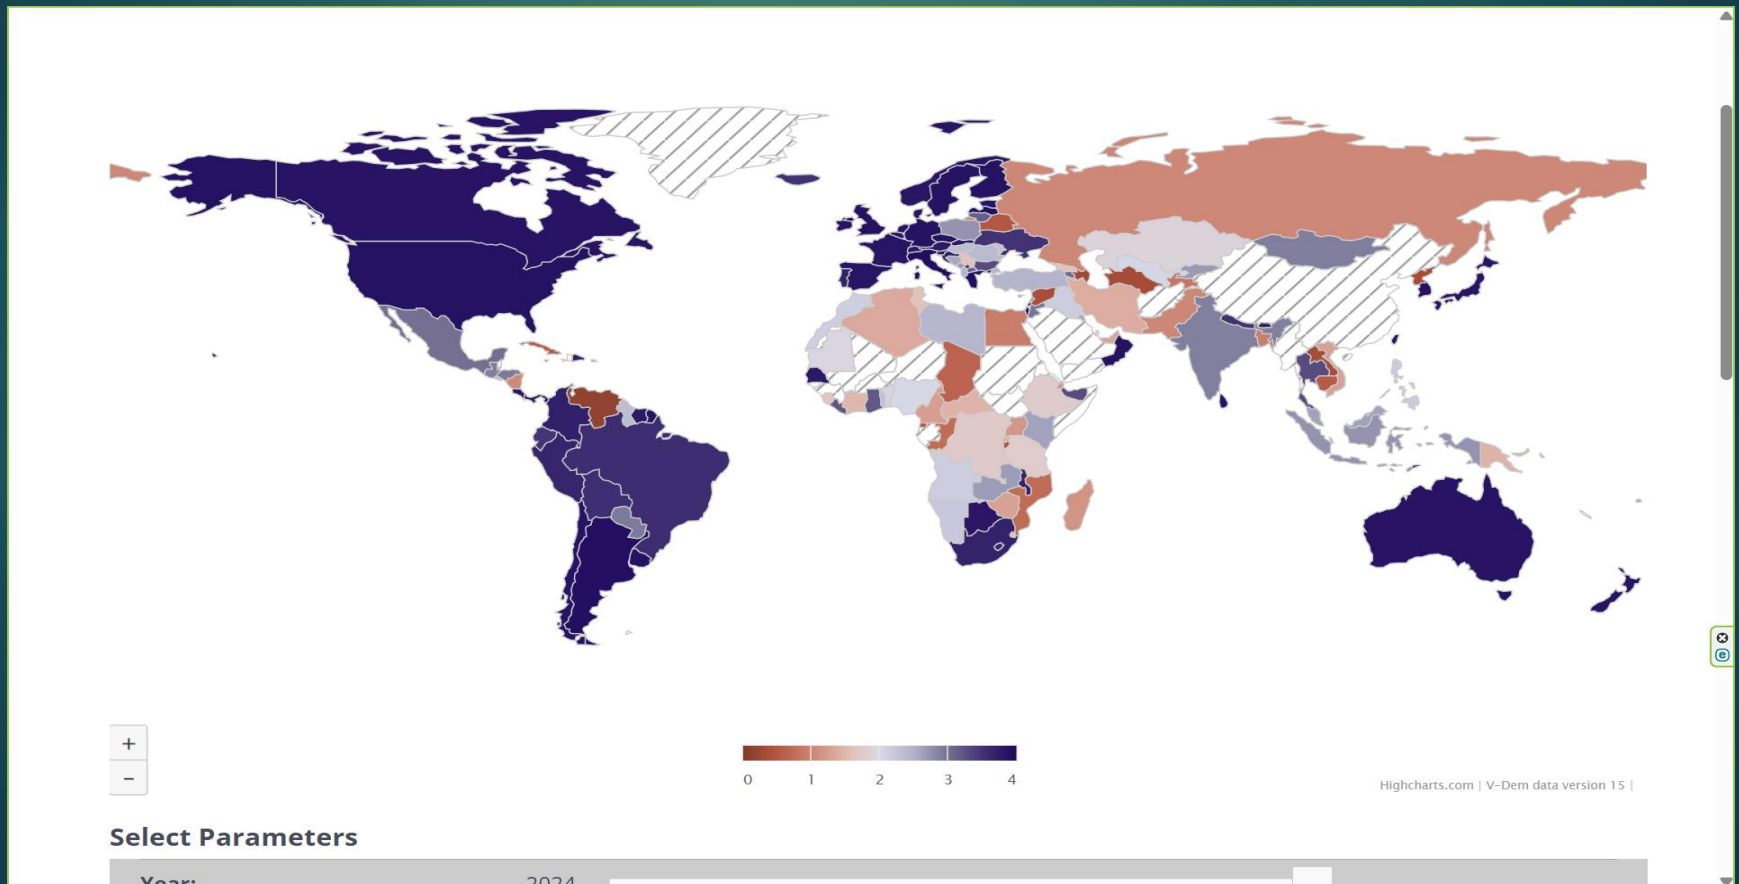 +
−
0 1 2 3 4
Highcharts.com | V-Dem data version 15 |
Select Parameters
Year: 2024